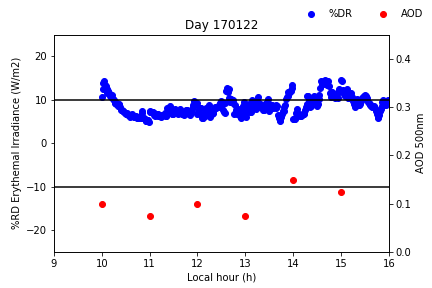 %DR AOD
Day 170122
%RD Erythemal Irradiance (W/m2)
20
10
0
−10
−20
0.4
0.3
0.2
0.1
0.0
AOD 500nm
9 10 11 12 13 14 15 16
Local hour (h)